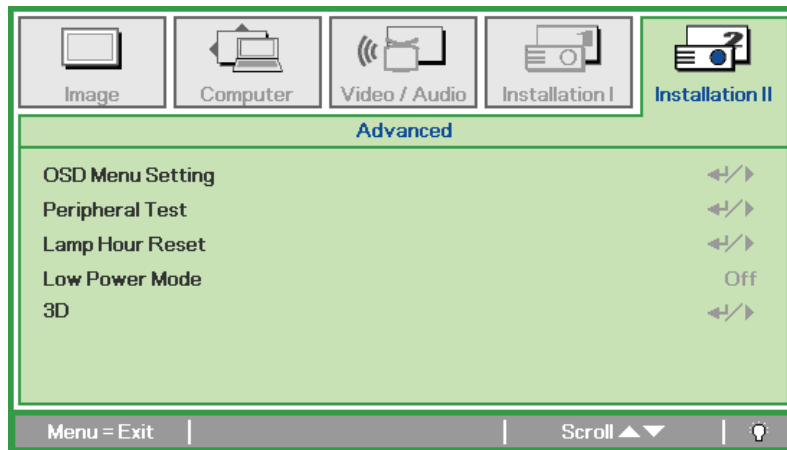 Image Computer Video / Audio Installation I Installation II
Advanced
OSD Menu Setting
Peripheral Test
Lamp Hour Reset
Low Power Mode Off
3D
Menu = Exit Scroll ▲▼